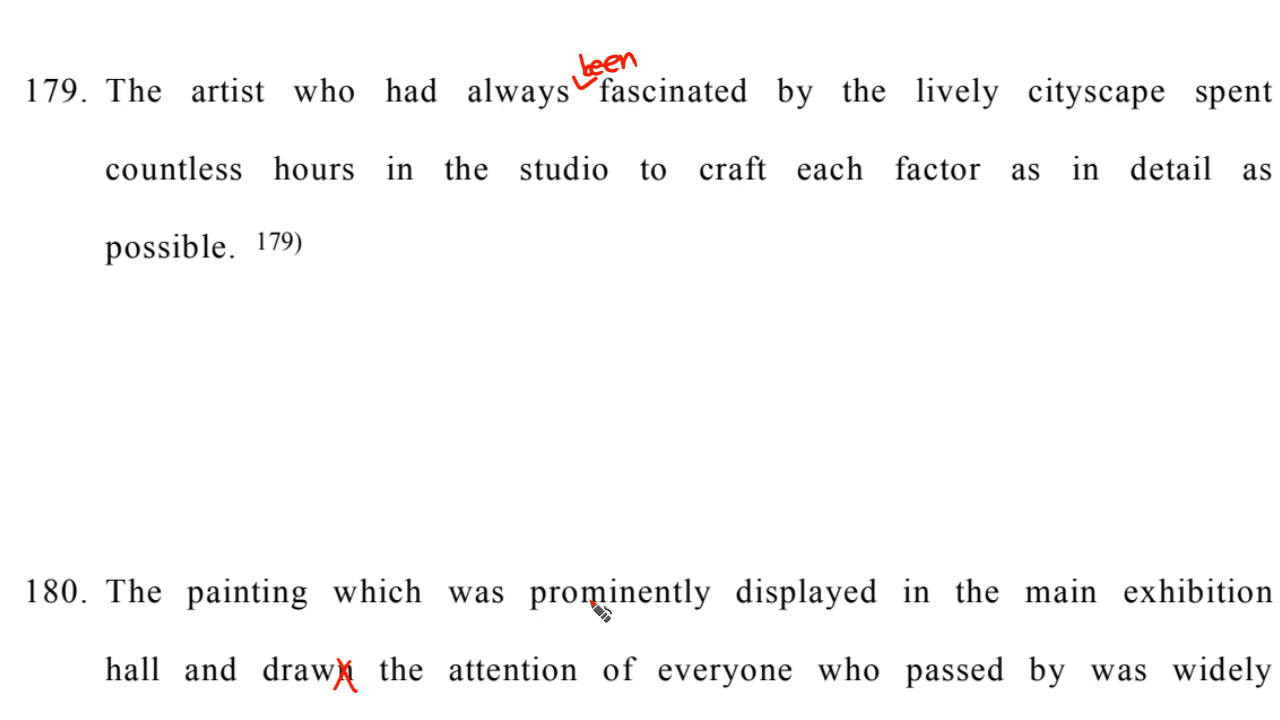 been
179. The artist who had always fascinated by the lively cityscape spent
countless hours in the studio to craft each factor as in detail as
possible. 179)
180. The painting which was prominently displayed in the main exhibition
hall and drawn the attention of everyone who passed by was widely